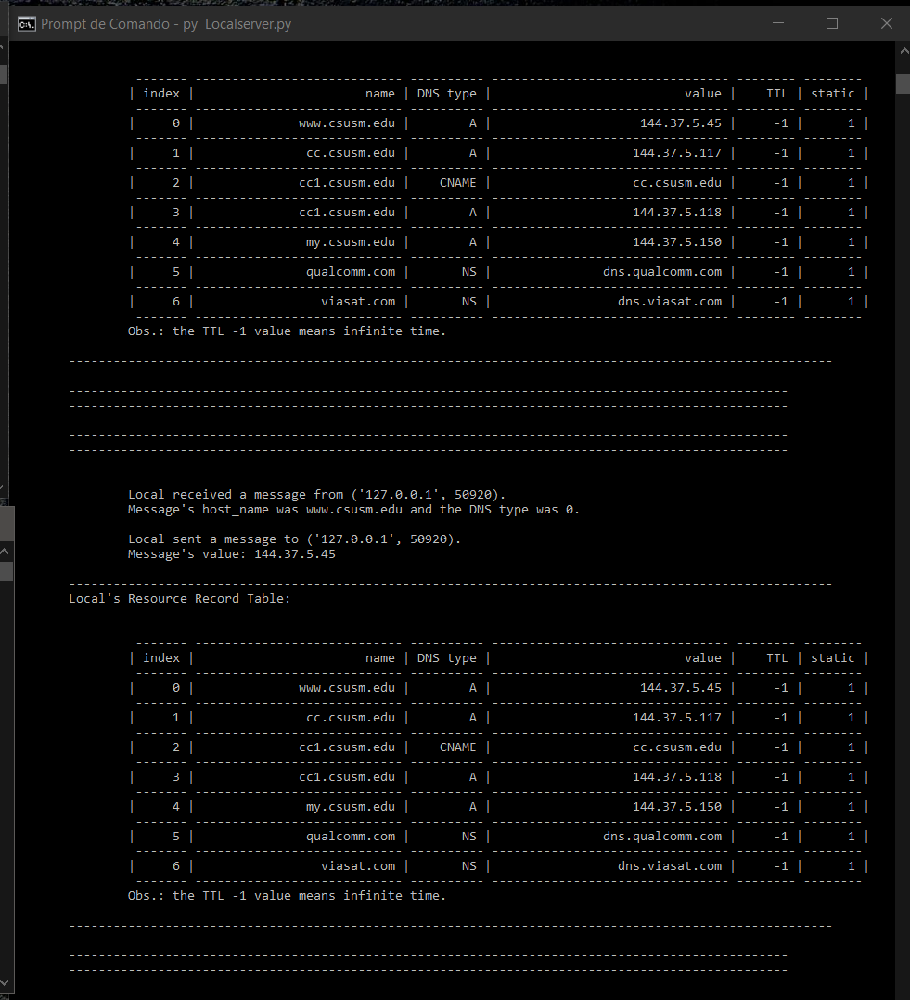 Prompt de Comando - py  Localserver.py
------- ---------------------------- ---------- -------------------------------- -------- --------
| index |                       name | DNS type |                          value |    TTL | static |
------- ---------------------------- ---------- -------------------------------- -------- --------
|     0 |              www.csusm.edu |        A |                    144.37.5.45 |     -1 |      1 |
------- ---------------------------- ---------- -------------------------------- -------- --------
|     1 |               cc.csusm.edu |        A |                   144.37.5.117 |     -1 |      1 |
------- ---------------------------- ---------- -------------------------------- -------- --------
|     2 |              cc1.csusm.edu |    CNAME |                   cc.csusm.edu |     -1 |      1 |
------- ---------------------------- ---------- -------------------------------- -------- --------
|     3 |              cc1.csusm.edu |        A |                   144.37.5.118 |     -1 |      1 |
------- ---------------------------- ---------- -------------------------------- -------- --------
|     4 |               my.csusm.edu |        A |                   144.37.5.150 |     -1 |      1 |
------- ---------------------------- ---------- -------------------------------- -------- --------
|     5 |               qualcomm.com |       NS |               dns.qualcomm.com |     -1 |      1 |
------- ---------------------------- ---------- -------------------------------- -------- --------
|     6 |                 viasat.com |       NS |                 dns.viasat.com |     -1 |      1 |
------- ---------------------------- ---------- -------------------------------- -------- --------
Obs.: the TTL -1 value means infinite time.
-------------------------------------------------------------------------------------------------------
-------------------------------------------------------------------------------------------------
-------------------------------------------------------------------------------------------------
-------------------------------------------------------------------------------------------------
-------------------------------------------------------------------------------------------------
Local received a message from ('127.0.0.1', 50920).
Message's host_name was www.csusm.edu and the DNS type was 0.
Local sent a message to ('127.0.0.1', 50920).
Message's value: 144.37.5.45
-------------------------------------------------------------------------------------------------------
Local's Resource Record Table:
------- ---------------------------- ---------- -------------------------------- -------- --------
| index |                       name | DNS type |                          value |    TTL | static |
------- ---------------------------- ---------- -------------------------------- -------- --------
|     0 |              www.csusm.edu |        A |                    144.37.5.45 |     -1 |      1 |
------- ---------------------------- ---------- -------------------------------- -------- --------
|     1 |               cc.csusm.edu |        A |                   144.37.5.117 |     -1 |      1 |
------- ---------------------------- ---------- -------------------------------- -------- --------
|     2 |              cc1.csusm.edu |    CNAME |                   cc.csusm.edu |     -1 |      1 |
------- ---------------------------- ---------- -------------------------------- -------- --------
|     3 |              cc1.csusm.edu |        A |                   144.37.5.118 |     -1 |      1 |
------- ---------------------------- ---------- -------------------------------- -------- --------
|     4 |               my.csusm.edu |        A |                   144.37.5.150 |     -1 |      1 |
------- ---------------------------- ---------- -------------------------------- -------- --------
|     5 |               qualcomm.com |       NS |               dns.qualcomm.com |     -1 |      1 |
------- ---------------------------- ---------- -------------------------------- -------- --------
|     6 |                 viasat.com |       NS |                 dns.viasat.com |     -1 |      1 |
------- ---------------------------- ---------- -------------------------------- -------- --------
Obs.: the TTL -1 value means infinite time.
-------------------------------------------------------------------------------------------------------
-------------------------------------------------------------------------------------------------
-------------------------------------------------------------------------------------------------